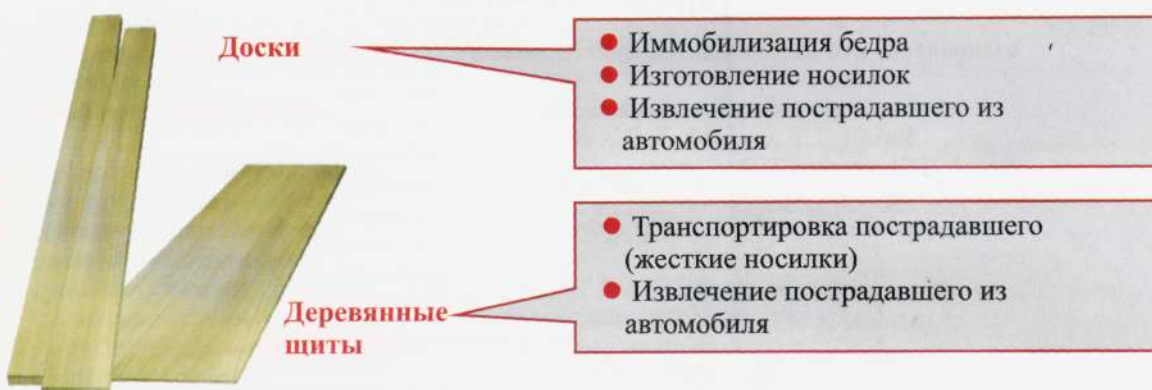 Доски
● Иммобилизация бедра
● Изготовление носилок
● Извлечение пострадавшего из
автомобиля
Деревянные
щиты
● Транспортировка пострадавшего
(жесткие носилки)
● Извлечение пострадавшего из
автомобиля